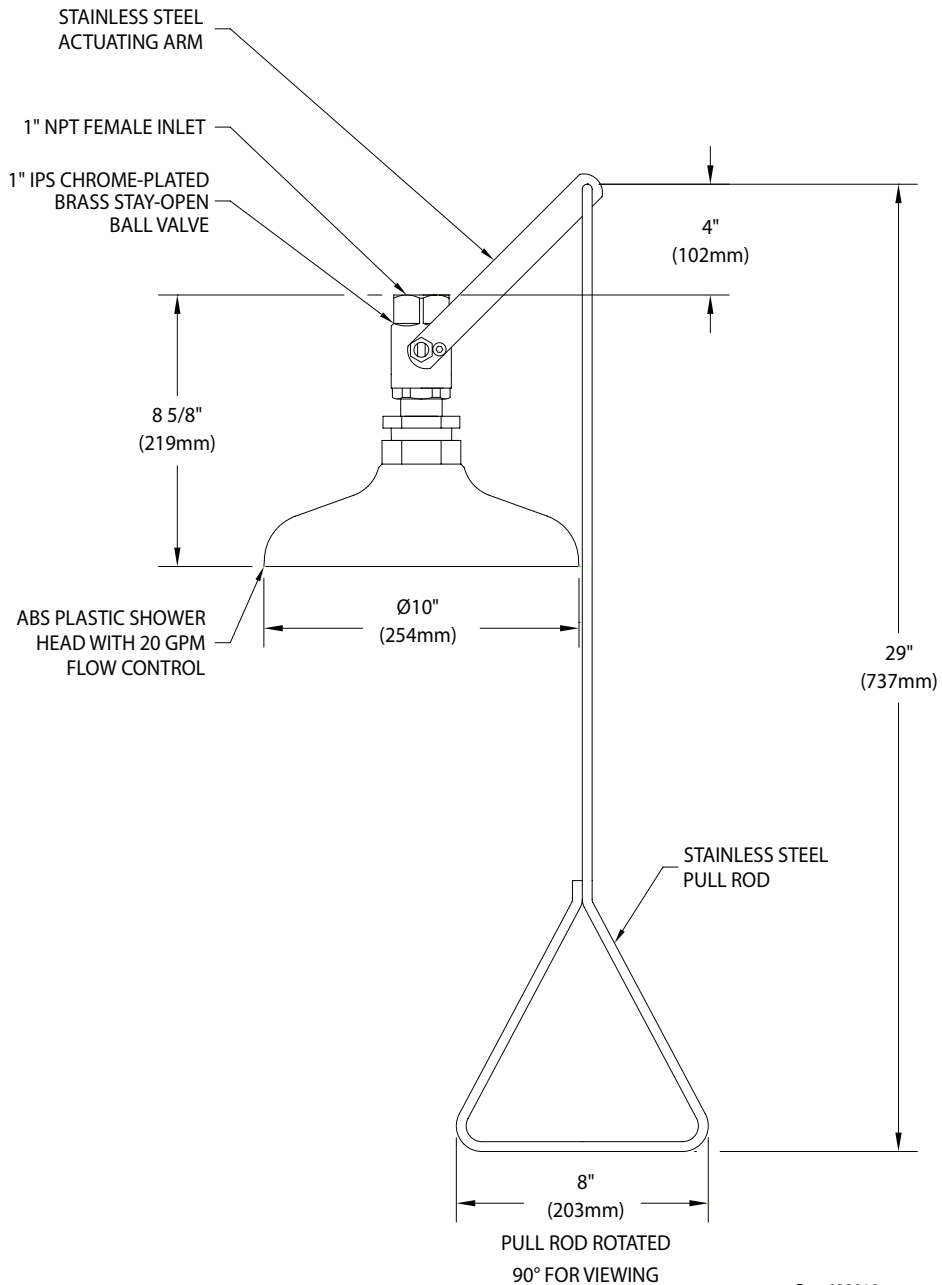 STAINLESS STEEL
ACTUATING ARM
1" NPT FEMALE INLET
1" IPS CHROME-PLATED
BRASS STAY-OPEN
BALL VALVE
4"
(102mm)
8 5/8"
(219mm)
ABS PLASTIC SHOWER
HEAD WITH 20 GPM
FLOW CONTROL
Ø10"
(254mm)
29"
(737mm)
STAINLESS STEEL
PULL ROD
8"
(203mm)
PULL ROD ROTATED
90° FOR VIEWING